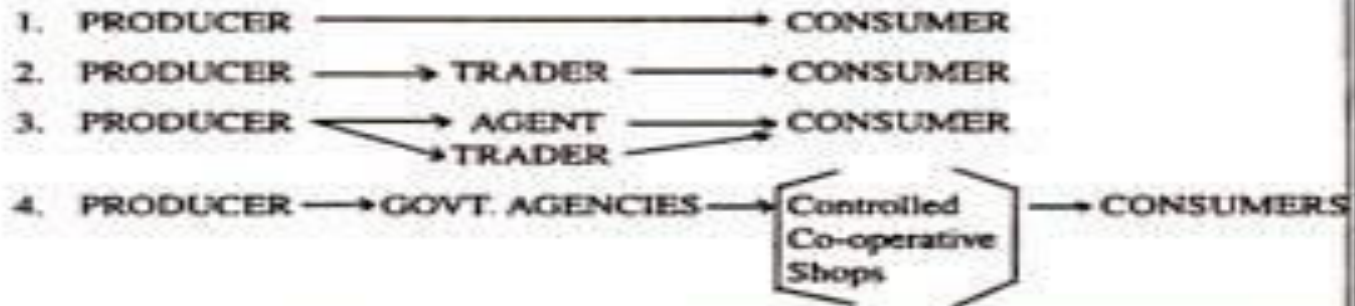 1. PRODUCER CONSUMER
2. PRODUCER TRADER CONSUMER
3. PRODUCER AGENT CONSUMER
TRADER
4. PRODUCER GOVT. AGENCIES Controlled CONSUMERS
Co-operative
Shops